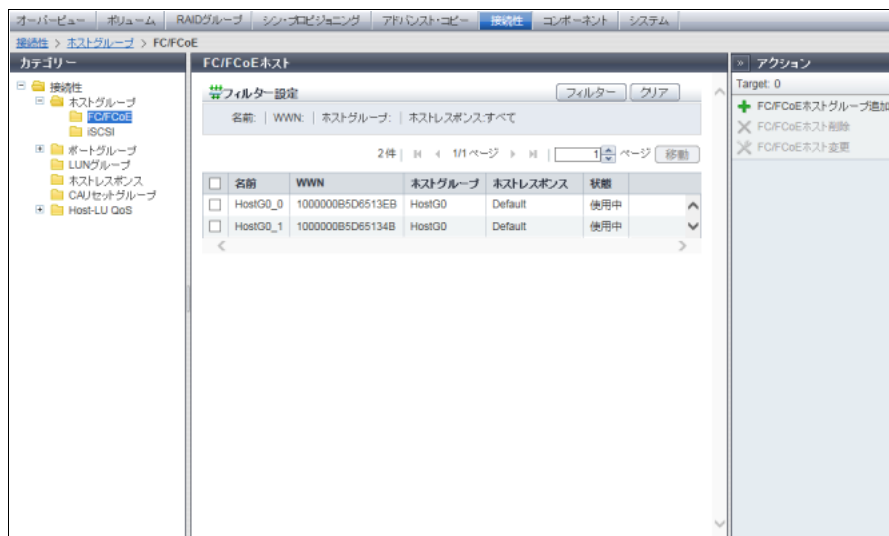 オーバービュー ボリューム RAIDグループ シン・プロビジョニング アドバンスト・コピー 接続性 コンポーネント システム
接続性 > ホストグループ > FC/FCoE
カテゴリー
接続性
ホストグループ
FC/FCoE
iSCSI
ポートグループ
LUNグループ
ホストレスポンス
CA/Jセットグループ
Host-LU QoS
FC/FCoEホスト
フィルター設定 フィルター クリア
名前: | WWN: | ホストグループ: | ホストレスポンス:すべて
2件 | 1/1 ページ | 1 ページ 移動
名前 WWN ホストグループ ホストレスポンス 状態
HostG0_0 1000000B5D6513EB HostG0 Default 使用中
HostG0_1 1000000B5D65134B HostG0 Default 使用中
» アクション
Target: 0
FC/FCoEホストグループ追加
FC/FCoEホスト削除
FC/FCoEホスト変更